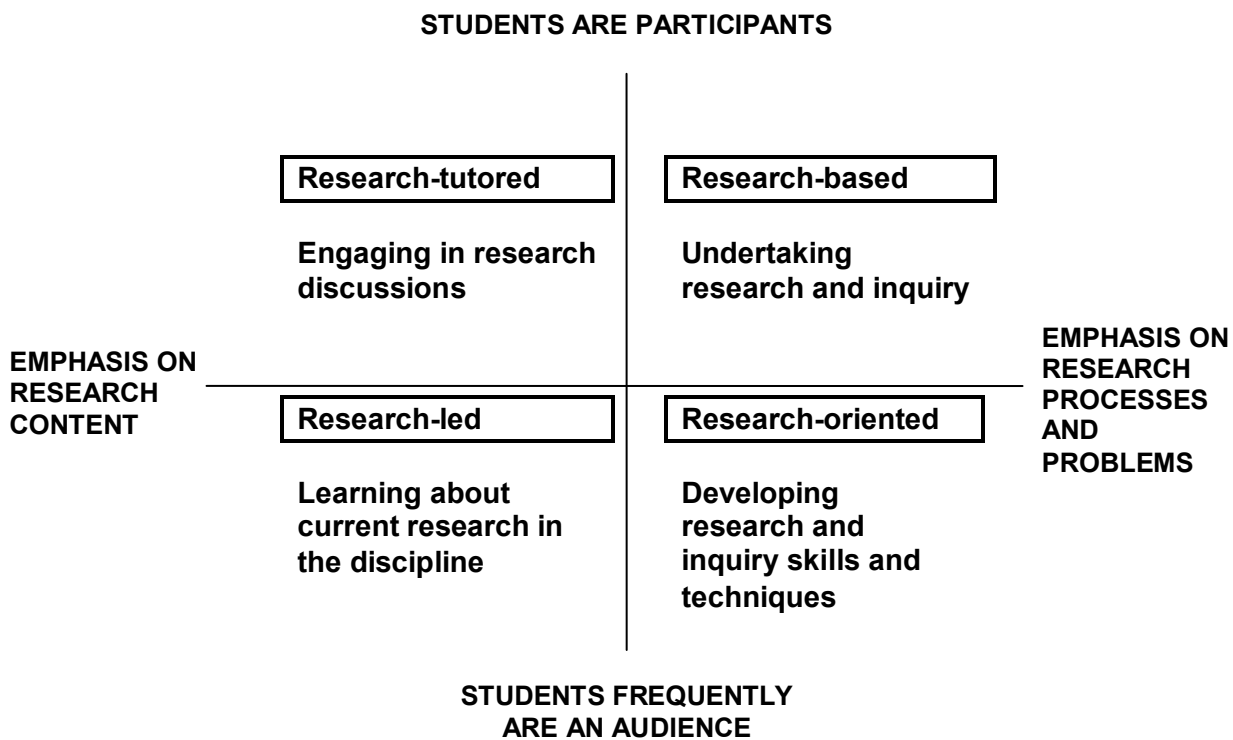 STUDENTS ARE PARTICIPANTS
Research-tutored
Engaging in research
discussions
Research-based
Undertaking
research and inquiry
EMPHASIS ON
RESEARCH
CONTENT
EMPHASIS ON
RESEARCH
PROCESSES
AND
PROBLEMS
Research-led
Learning about
current research in
the discipline
Research-oriented
Developing
research and
inquiry skills and
techniques
STUDENTS FREQUENTLY
ARE AN AUDIENCE